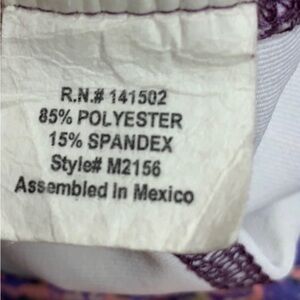 R.N.# 141502
85% POLYESTER
15% SPANDEX
Style# M2156
Assembled In Mexico